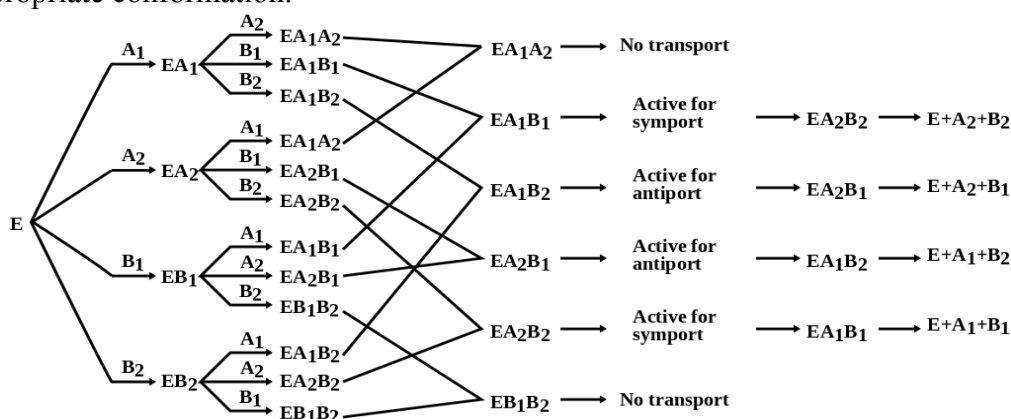 ropriate conformation.
A₂
EA₁A₂
A₁
B₁
EA₁
EA₁B₁
B₂
EA₁B₂
A₁
EA₁A₂
A₂
B₁
EA₂
EA₂B₁
B₂
EA₂B₂
E
A₁
EA₁B₁
B₁
A₂
EB₁
EA₂B₁
B₂
EB₁B₂
A₁
EA₁B₂
B₂
A₂
EB₂
EA₂B₂
B₁
EB₁B₂
EA₁A₂
No transport
EA₁B₁
Active for
symport
EA₂B₂
E+A₂+B₂
EA₁B₂
Active for
antiport
EA₂B₁
E+A₂+B₁
EA₂B₁
Active for
antiport
EA₁B₂
E+A₁+B₂
EA₂B₂
Active for
symport
EA₁B₁
E+A₁+B₁
EB₁B₂
No transport